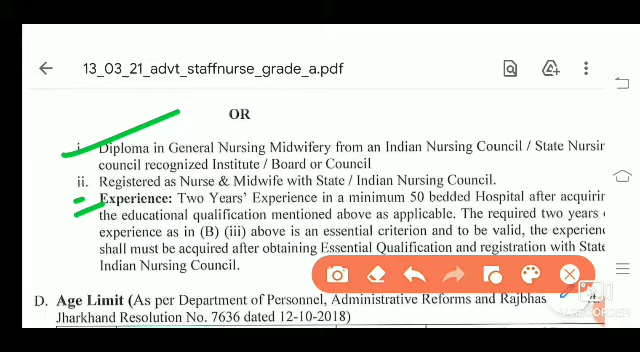 13_03_21_advt_staffnurse_grade_a.pdf
OR
i. Diploma in General Nursing Midwifery from an Indian Nursing Council / State Nursin
council recognized Institute / Board or Council
ii. Registered as Nurse & Midwife with State / Indian Nursing Council.
Experience: Two Years' Experience in a minimum 50 bedded Hospital after acquirin
the educational qualification mentioned above as applicable. The required two years
experience as in (B) (iii) above is an essential criterion and to be valid, the experienc
shall must be acquired after obtaining Essential Qualification and registration with State
Indian Nursing Council.
D. Age Limit (As per Department of Personnel, Administrative Reforms and Rajbhas
Jharkhand Resolution No. 7636 dated 12-10-2018)
V RECORDER